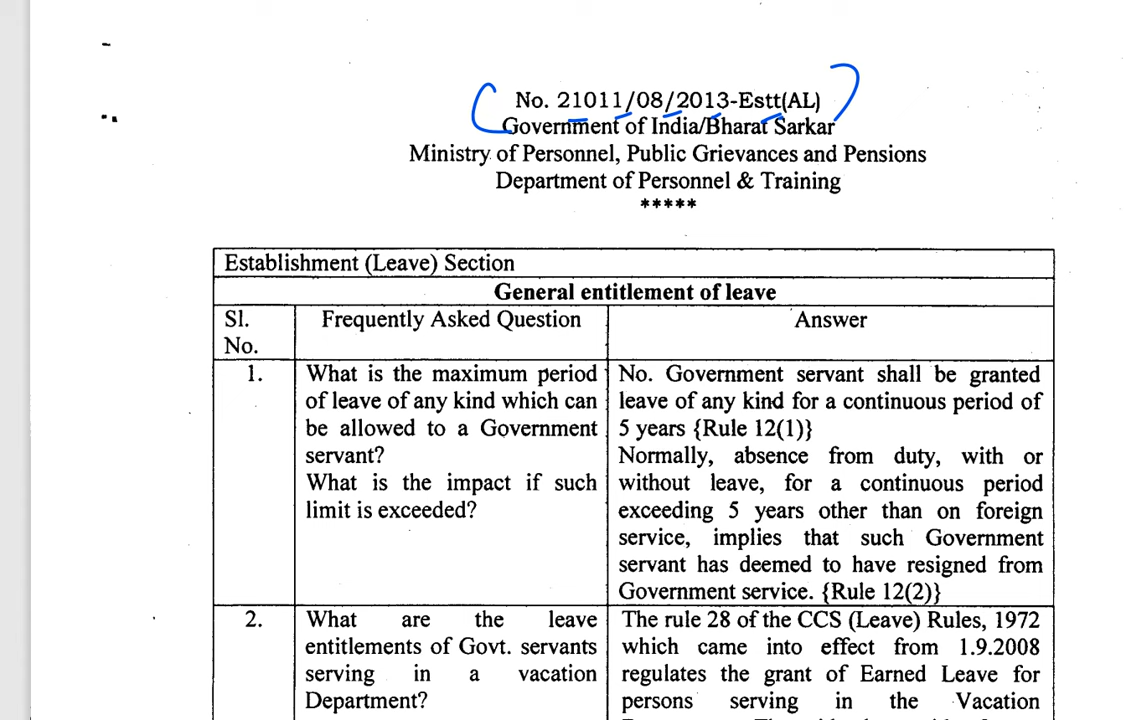 No. 21011/08/2013-Estt(AL)
Government of India/Bharat Sarkar
Ministry of Personnel, Public Grievances and Pensions
Department of Personnel & Training
*****
Establishment (Leave) Section
General entitlement of leave
Sl. No.
Frequently Asked Question
Answer
1.
What is the maximum period
of leave of any kind which can
be allowed to a Government
servant?
What is the impact if such
limit is exceeded?
No. Government servant shall be granted
leave of any kind for a continuous period of
5 years {Rule 12(1)}
Normally, absence from duty, with or
without leave, for a continuous period
exceeding 5 years other than on foreign
service, implies that such Government
servant has deemed to have resigned from
Government service. {Rule 12(2)}
2.
What are the leave
entitlements of Govt. servants
serving in a vacation
Department?
The rule 28 of the CCS (Leave) Rules, 1972
which came into effect from 1.9.2008
regulates the grant of Earned Leave for
persons serving in the Vacation